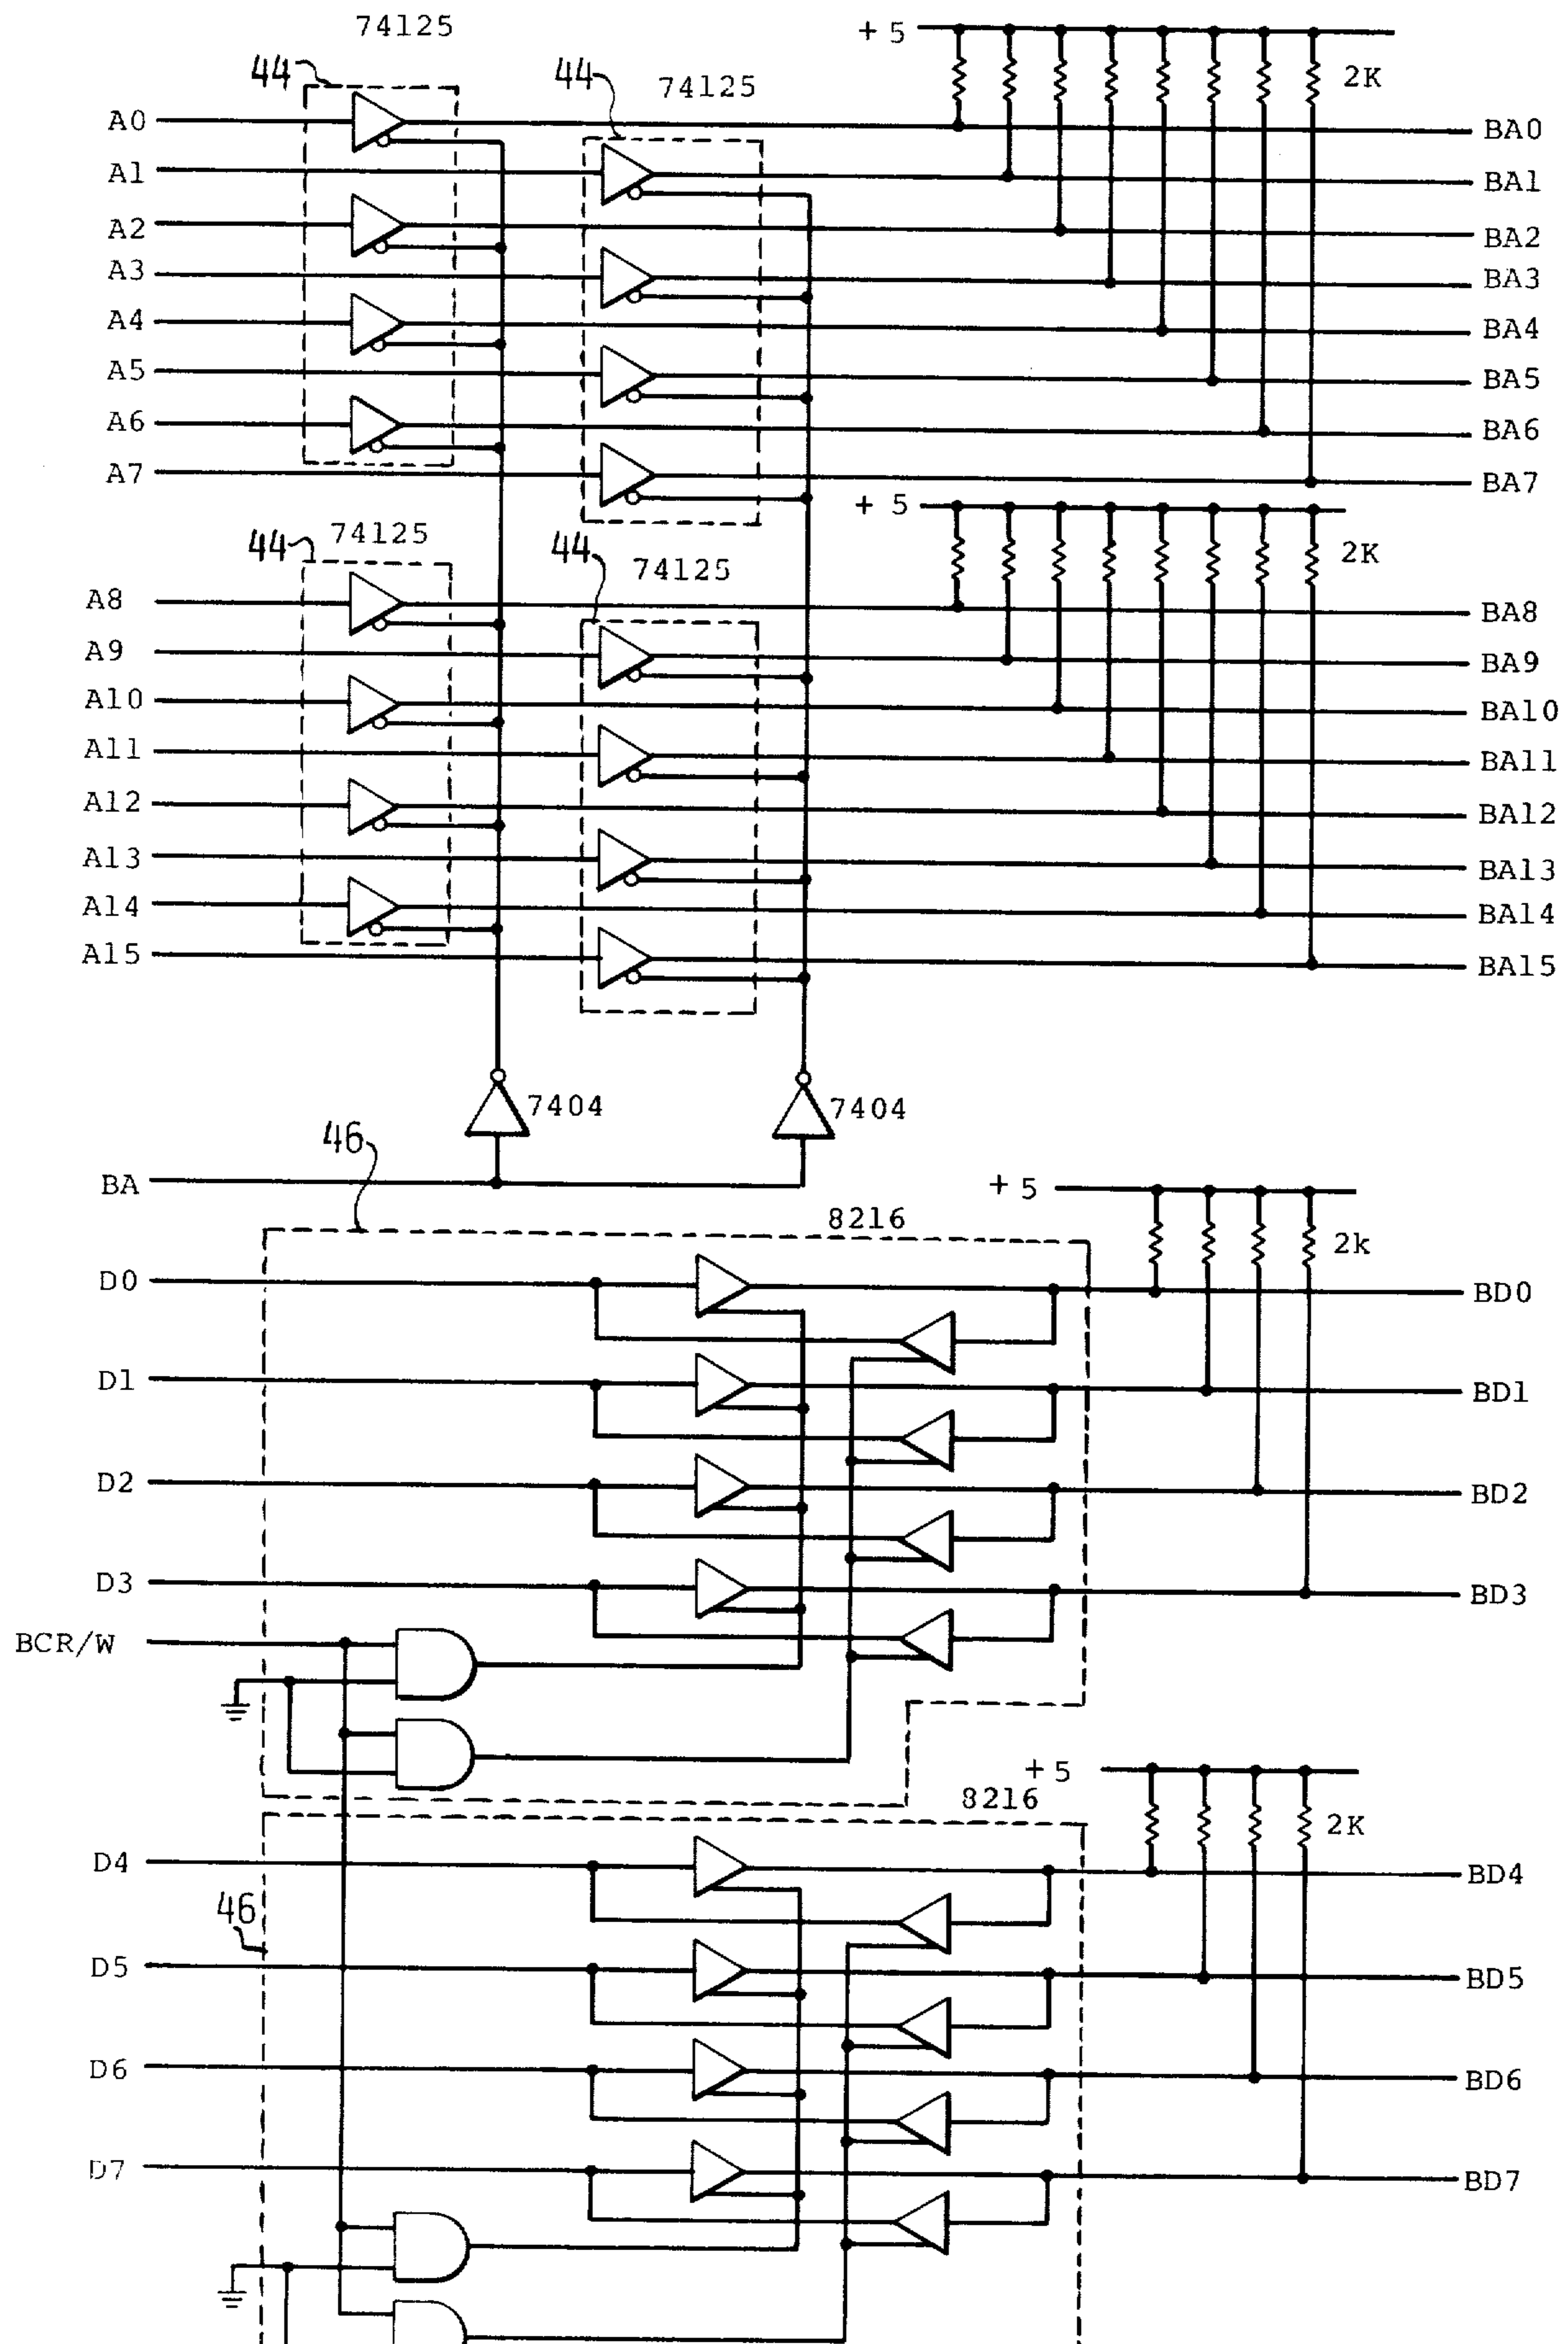 74125
44
44
74125
+ 5
2K
A0
BA0
A1
BA1
A2
BA2
A3
BA3
A4
BA4
A5
BA5
A6
BA6
A7
BA7
+ 5
2K
44
74125
44
74125
A8
BA8
A9
BA9
A10
BA10
A11
BA11
A12
BA12
A13
BA13
A14
BA14
A15
BA15
7404
7404
46
BA
+ 5
2k
8216
D0
BD0
D1
BD1
D2
BD2
D3
BD3
BCR/W
+ 5
2K
8216
D4
BD4
46
D5
BD5
D6
BD6
D7
BD7